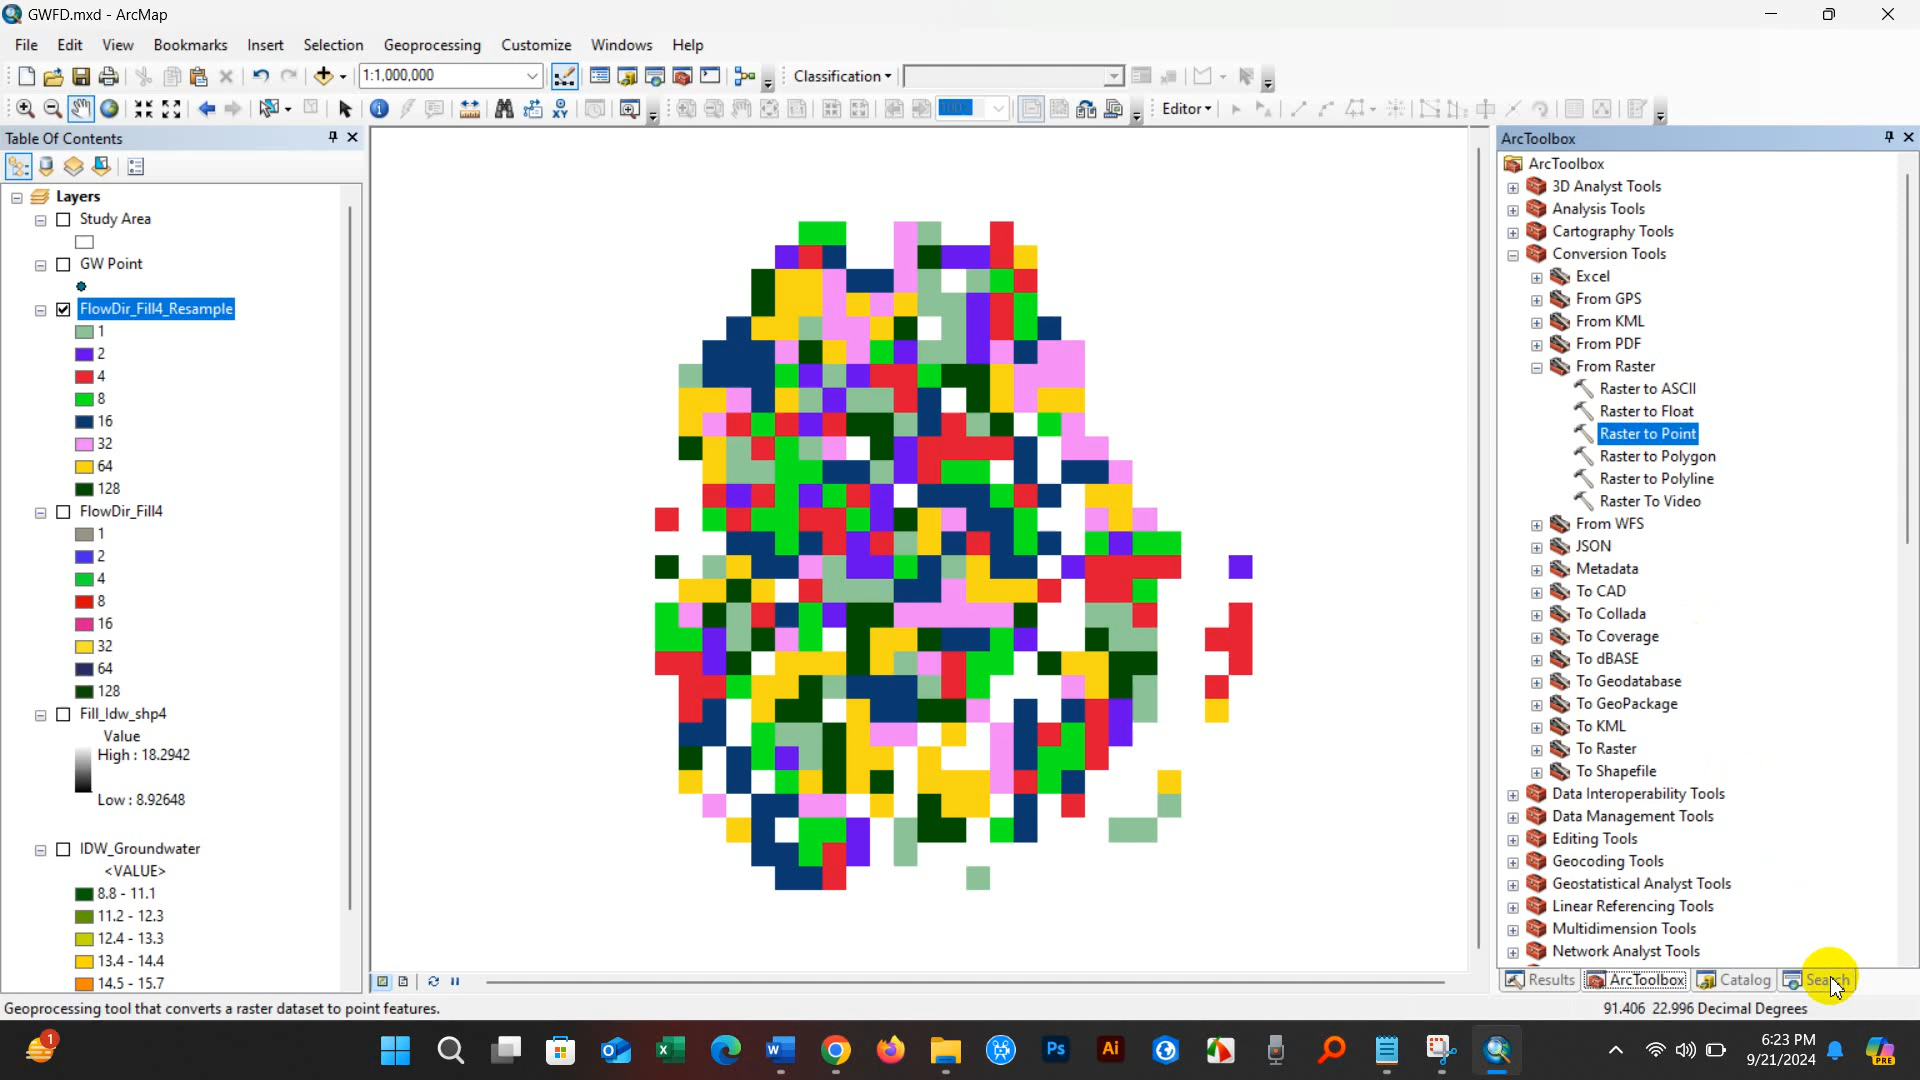 GWFD.mxd - ArcMap
File Edit View Bookmarks Insert Selection Geoprocessing Customize Windows Help
1:1,000,000
Classification
100%
Editor
Table Of Contents
Layers
Study Area
GW Point
FlowDir_Fill4_Resample
1
2
4
8
16
32
64
128
FlowDir_Fill4
1
2
4
8
16
32
64
128
Fill_Idw_shp4
Value
High : 18.2942
Low : 8.92648
IDW_Groundwater
<VALUE>
8.8 - 11.1
11.2 - 12.3
12.4 - 13.3
13.4 - 14.4
14.5 - 15.7
ArcToolbox
ArcToolbox
3D Analyst Tools
Analysis Tools
Cartography Tools
Conversion Tools
Excel
From GPS
From KML
From PDF
From Raster
Raster to ASCII
Raster to Float
Raster to Point
Raster to Polygon
Raster to Polyline
Raster To Video
From WFS
JSON
Metadata
To CAD
To Collada
To Coverage
To dBASE
To Geodatabase
To GeoPackage
To KML
To Raster
To Shapefile
Data Interoperability Tools
Data Management Tools
Editing Tools
Geocoding Tools
Geostatistical Analyst Tools
Linear Referencing Tools
Multidimension Tools
Network Analyst Tools
Results ArcToolbox Catalog Search
Geoprocessing tool that converts a raster dataset to point features.
91.406 22.996 Decimal Degrees
1
Ps
Ai
6:23 PM
9/21/2024
PRE